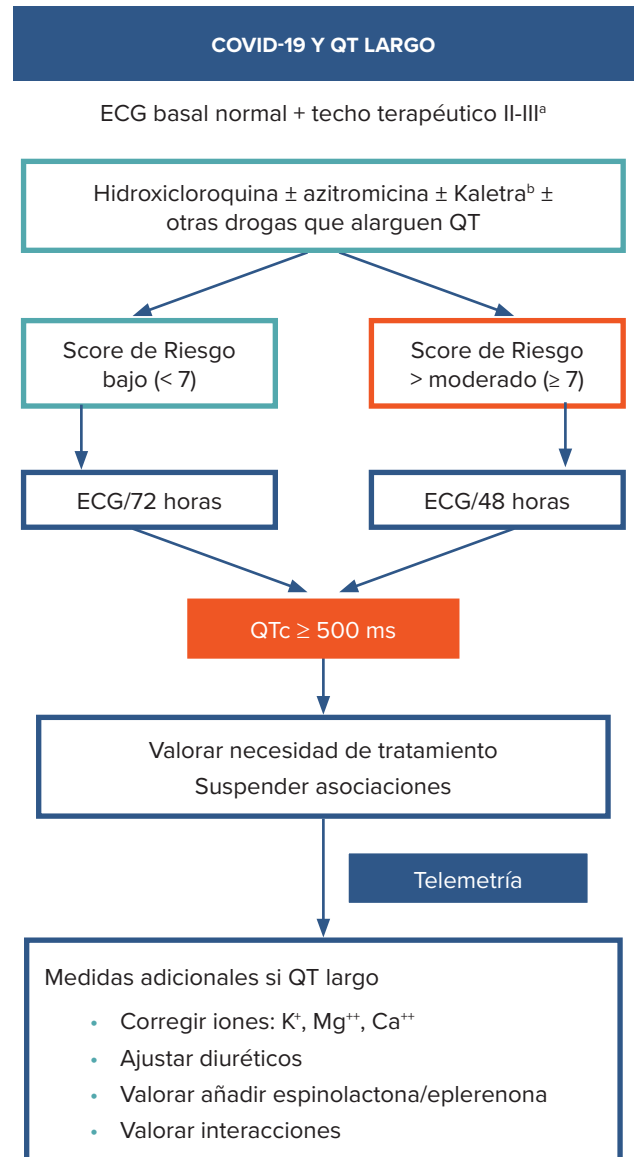 COVID-19 Y QT LARGO
ECG basal normal + techo terapéutico II-IIIᵃ
Hidroxicloroquina ± azitromicina ± Kaletraᵇ ±
otras drogas que alarguen QT
Score de Riesgo
bajo (< 7)
Score de Riesgo
> moderado (≥ 7)
ECG/72 horas
ECG/48 horas
QTc ≥ 500 ms
Valorar necesidad de tratamiento
Suspender asociaciones
Telemetría
Medidas adicionales si QT largo
• Corregir iones: K⁺, Mg⁺⁺, Ca⁺⁺
• Ajustar diuréticos
• Valorar añadir espinolactona/eplerenona
• Valorar interacciones